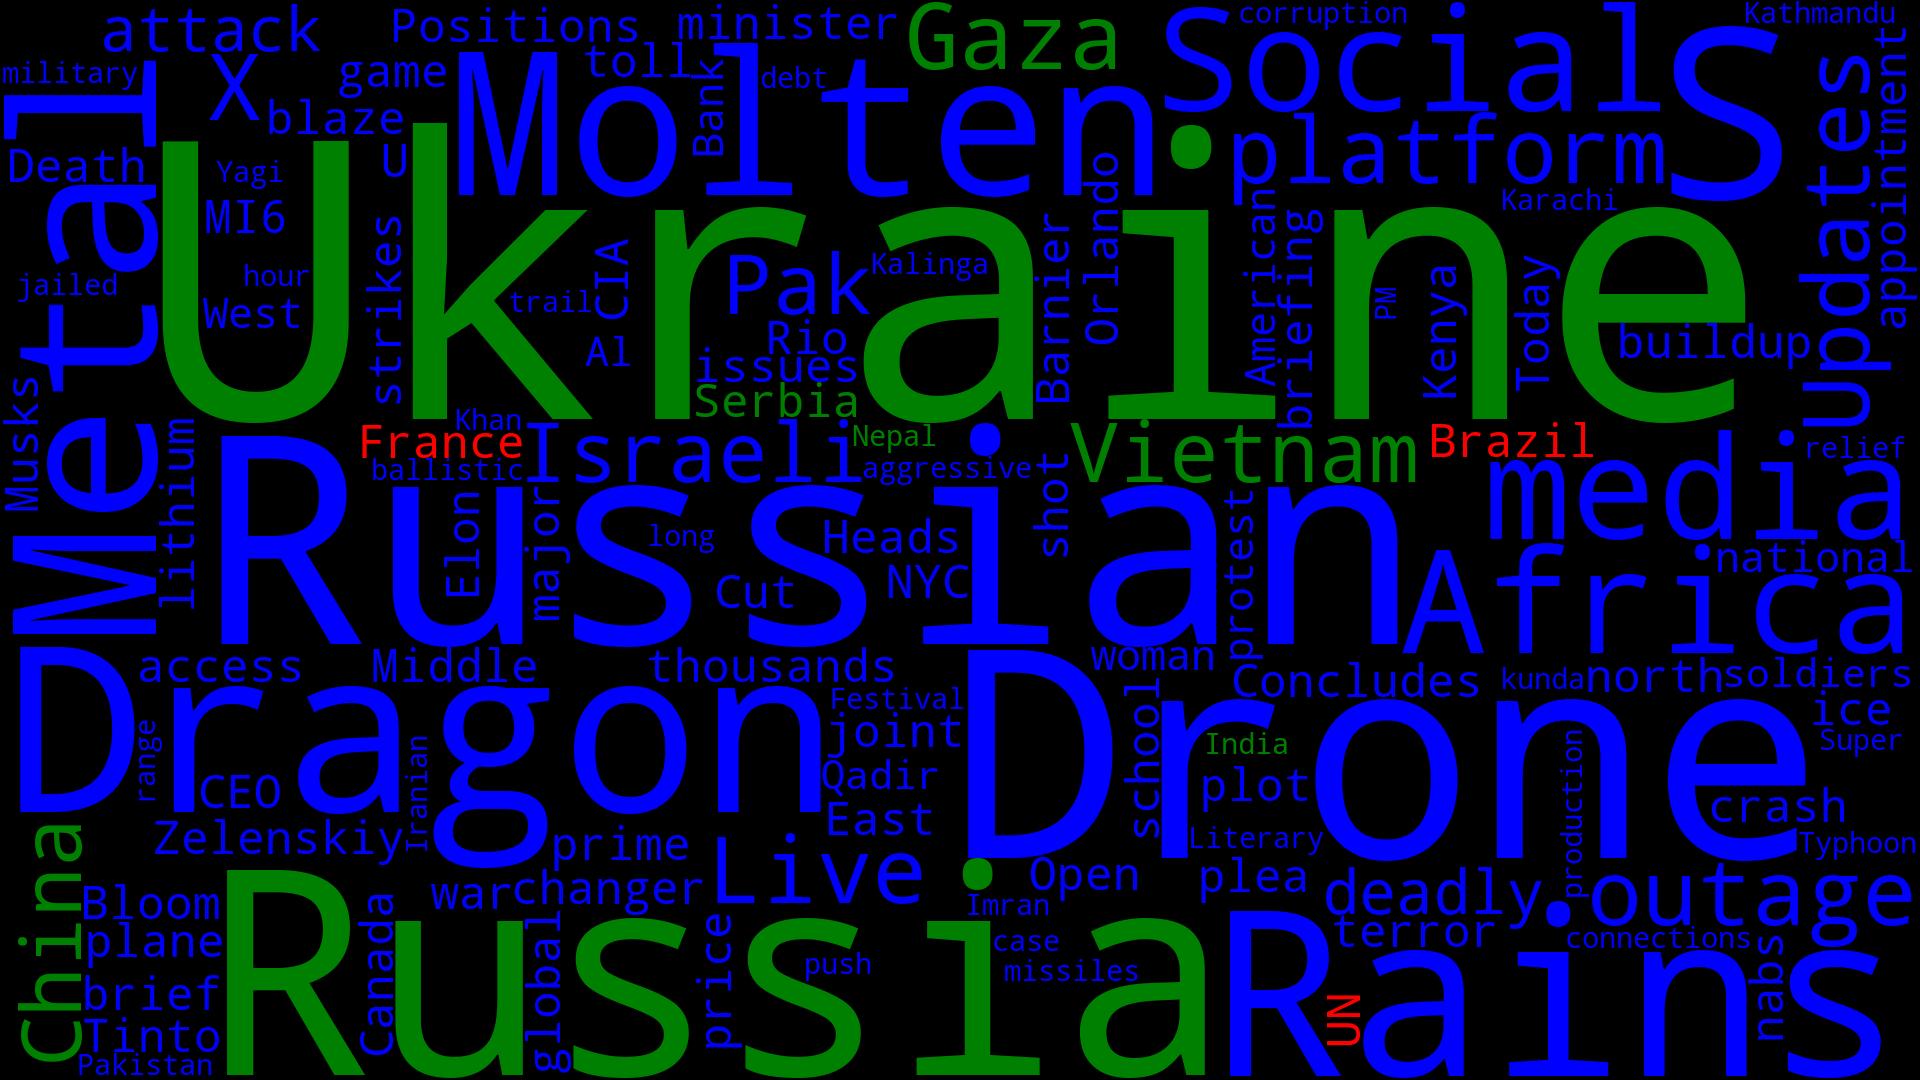 attack
Positions
minister
Gaza
Social
corruption
Kathmandu
military
X
game
toll
Bank
debt
S
Molten
blaze
platform
Updates
appointment
Death
Metal
U
Yagi
MI6
Ukraine
Karachi
Orlando
American
briefing
hour
jailed
West
strikes
trail
CIA
Pak
Kalinga
Barnier
PM
Kenya
Today
Rio
Al
issues
buildup
Serbia
Musks
Khan
France
Israeli
Nepal
Vietnam
Brazil
relief
ballistic
aggressive
media
lithium
Russian
Elon
major
long
Heads
shot
protest
Cut
NYC
national
Africa
access
Middle
thousands
woman
Concludes
kunda
north
soldiers
Dragon
Festival
Drone
school
ice
range
joint
India
Super
CEO
Iranian
Qadir
plot
production
crash
Zelenskiy
East
Literary
Typhoon
China
prime
Live
Open
plea
deadly
outage
Bloom
war
changer
Imran
terror
plane
Russia
Canada
global
price
case
connections
push
missiles
Rains
nabs
brief
UN
Tinto
Pakistan